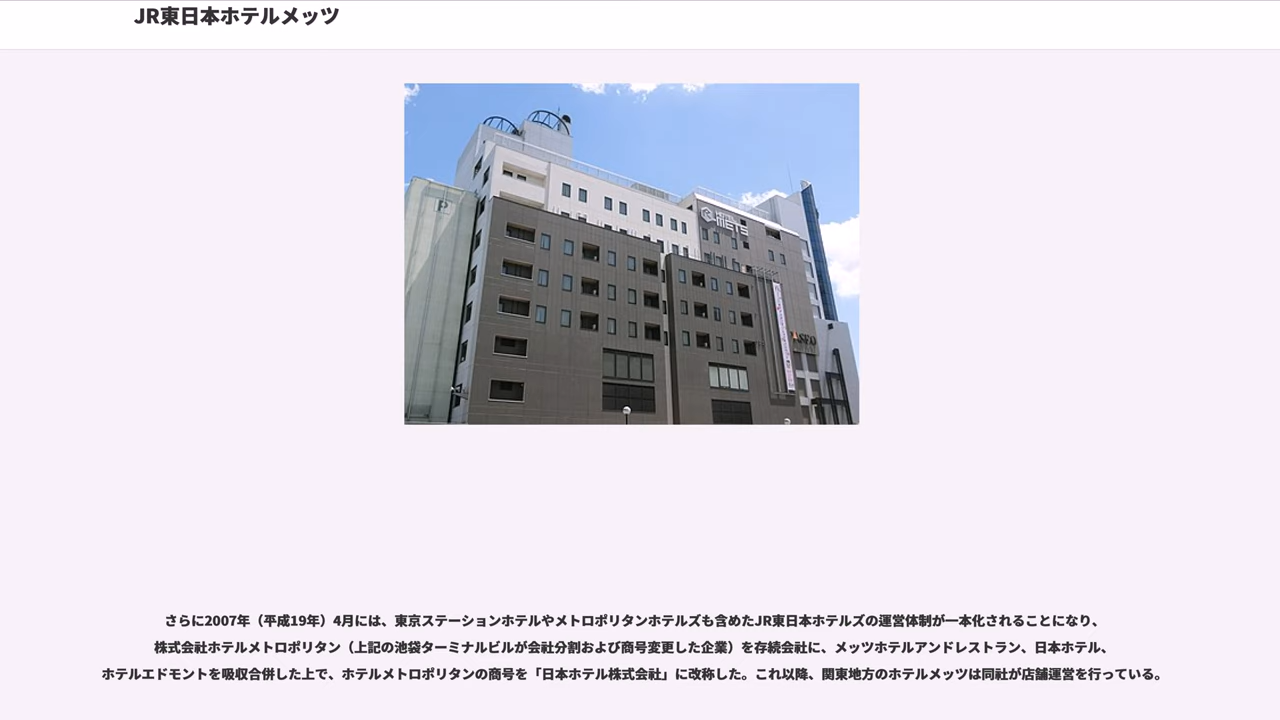 JR東日本ホテルメッツ
P
METS
さらに2007年（平成19年）4月には、東京ステーションホテルやメトロポリタンホテルズも含めたJR東日本ホテルズの運営体制が一本化されることになり、
株式会社ホテルメトロポリタン（上記の池袋ターミナルビルが会社分割および商号変更した企業）を存続会社に、メッツホテルアンドレストラン、日本ホテル、
ホテルエドモントを吸収合併した上で、ホテルメトロポリタンの商号を「日本ホテル株式会社」に改称した。これ以降、関東地方のホテルメッツは同社が店舗運営を行っている。